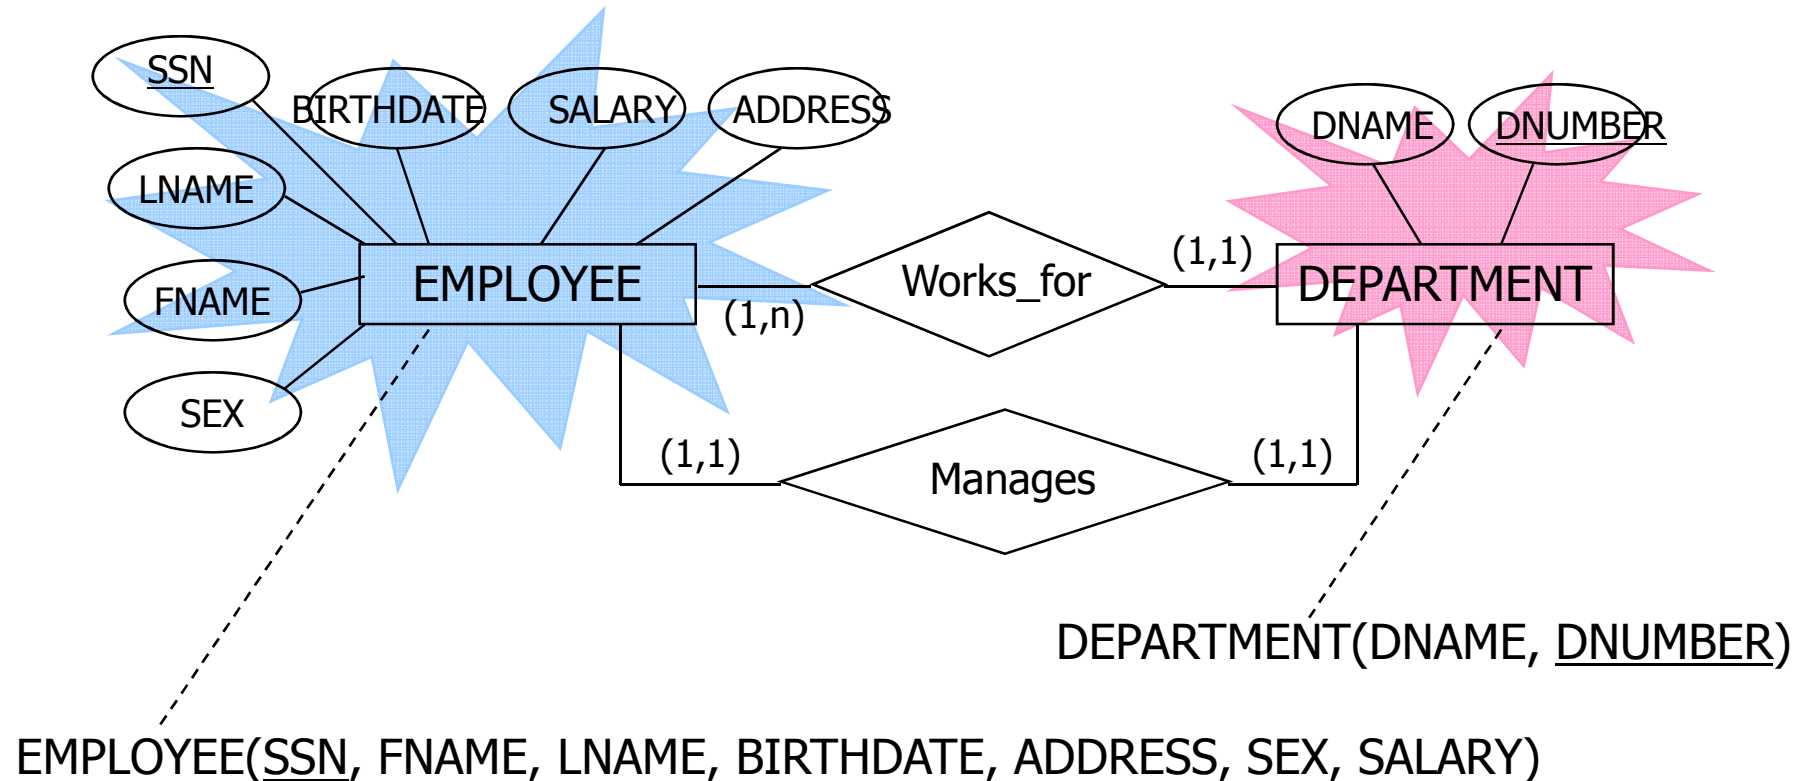 SSN
BIRTHDATE
SALARY
ADDRESS
DNAME
DNUMBER
LNAME
FNAME
SEX
EMPLOYEE
(1,n)
Works_for
(1,1)
DEPARTMENT
(1,1)
Manages
(1,1)
DEPARTMENT(DNAME, DNUMBER)
EMPLOYEE(SSN, FNAME, LNAME, BIRTHDATE, ADDRESS, SEX, SALARY)